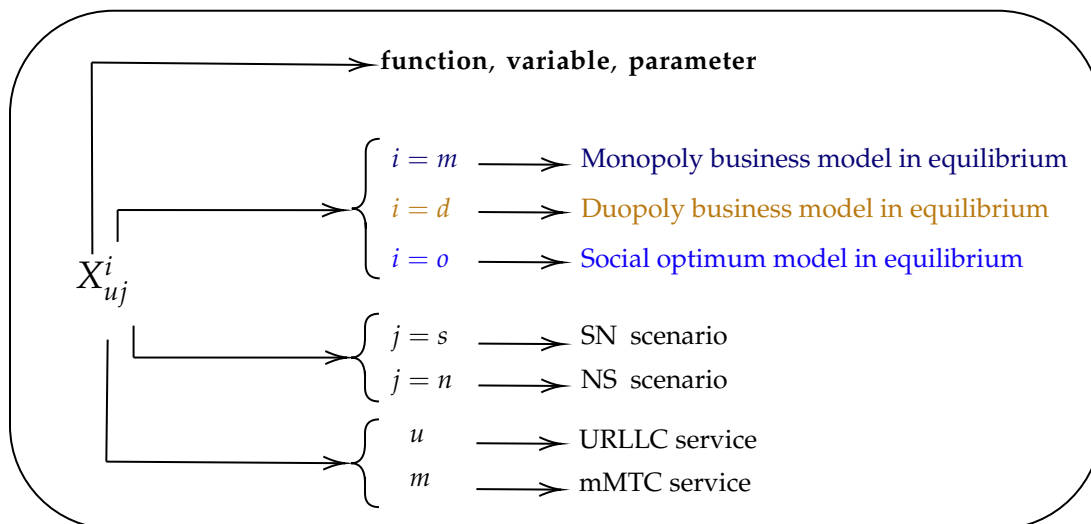 function, variable, parameter
i = m Monopoly business model in equilibrium
i = d Duopoly business model in equilibrium
i = o Social optimum model in equilibrium
X^i_{uj}
j = s SN scenario
j = n NS scenario
u URLLC service
m mMTC service